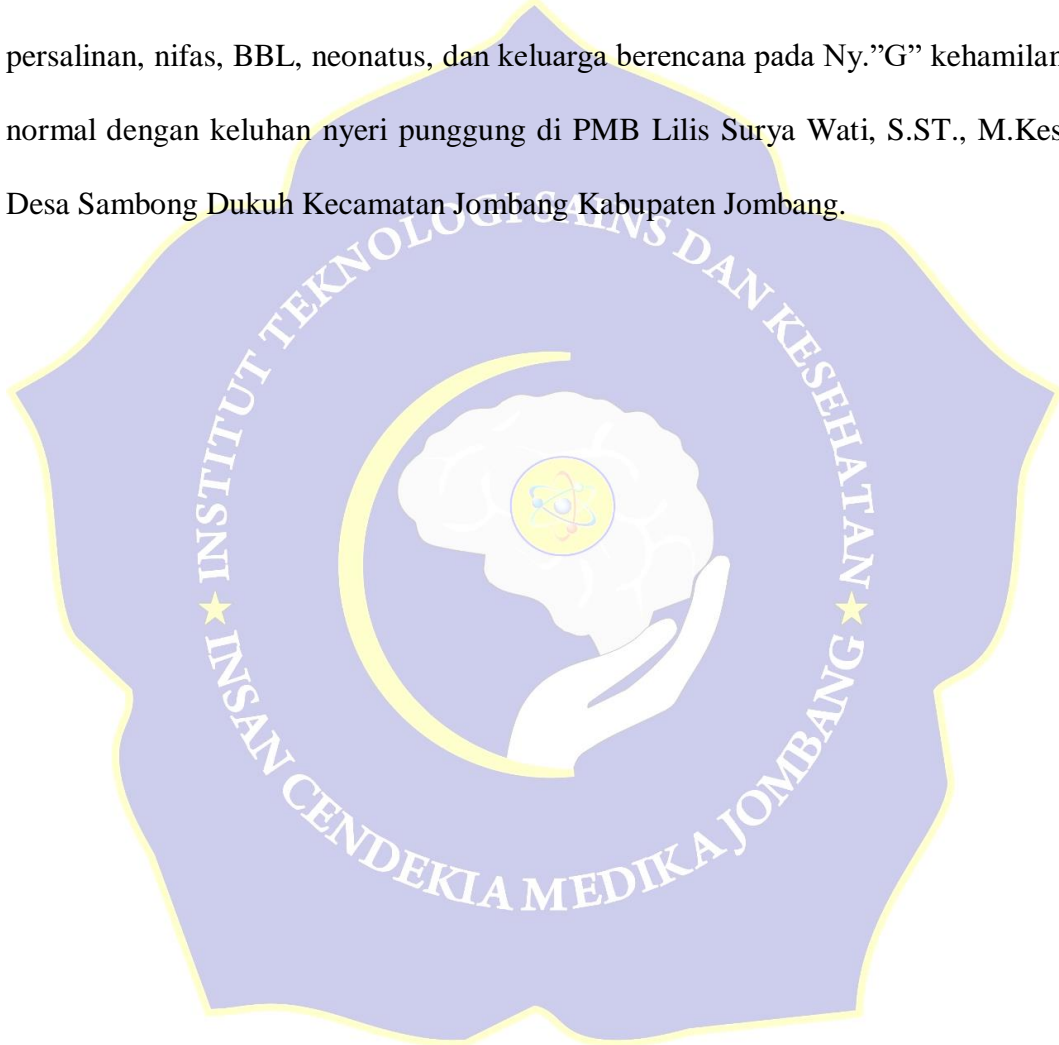 persalinan, nifas, BBL, neonatus, dan keluarga berencana pada Ny.”G” kehamilan
normal dengan keluhan nyeri punggung di PMB Lilis Surya Wati, S.ST., M.Kes
Desa Sambong Dukuh Kecamatan Jombang Kabupaten Jombang.
INSTITUT TEKNOLOGI SAINS DAN KESEHATAN
INSAN CENDEKIA MEDIKA JOMBANG